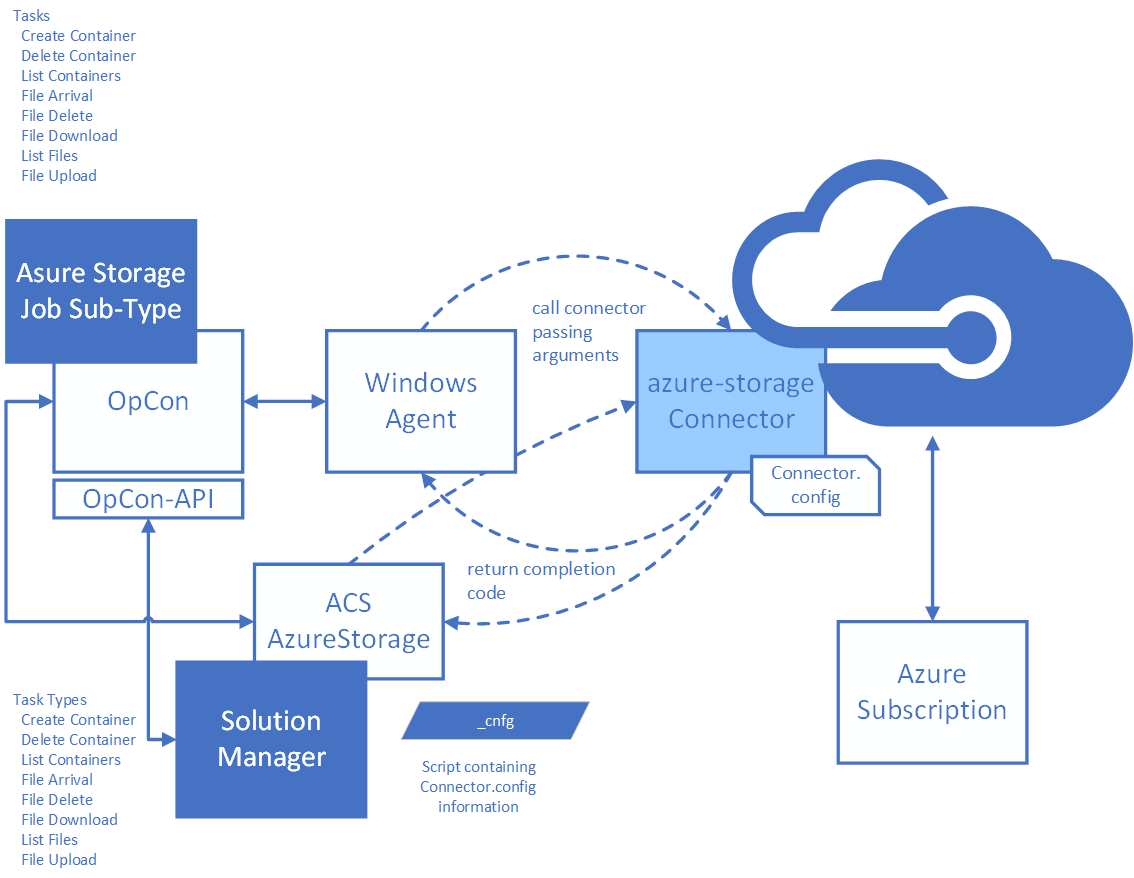 Tasks
Create Container
Delete Container
List Containers
File Arrival
File Delete
File Download
List Files
File Upload
Asure Storage
Job Sub-Type
OpCon
OpCon-API
Windows
Agent
call connector
passing
arguments
azure-storage
Connector
Connector.
config
return completion
code
ACS
AzureStorage
Solution
Manager
_cnfg
Script containing
Connector.config
information
Azure
Subscription
Task Types
Create Container
Delete Container
List Containers
File Arrival
File Delete
File Download
List Files
File Upload